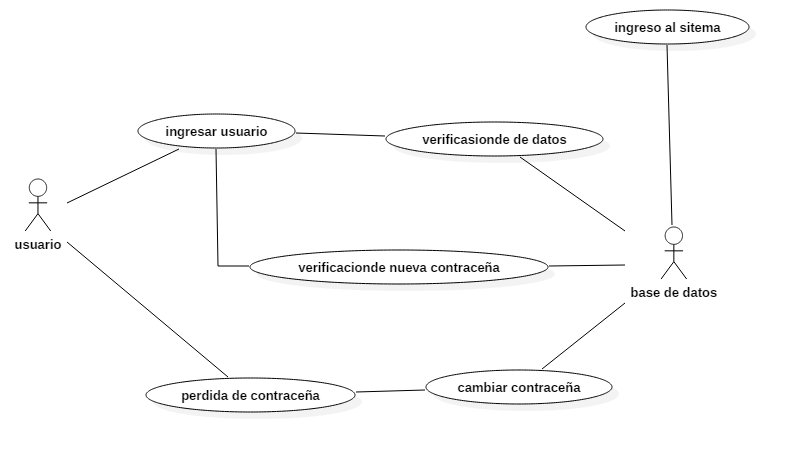 ingreso al sitema
ingresar usuario
verificasionde de datos
usuario
verificacionde nueva contraceña
base de datos
perdida de contraceña
cambiar contraceña